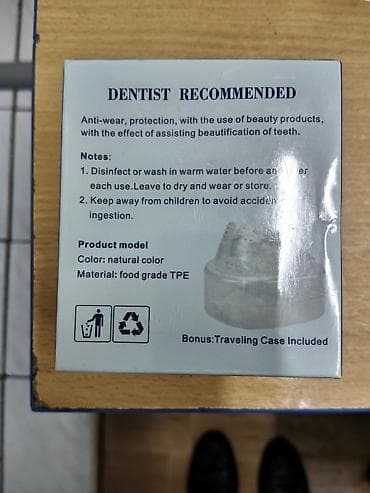 DENTIST RECOMMENDED
Anti-wear, protection, with the use of beauty products,
with the effect of assisting beautification of teeth.
Notes:
1. Disinfect or wash in warm water before and
each use.Leave to dry and wear or store.
2. Keep away from children to avoid
ingestion.
Product model
Color: natural color
Material: food grade TPE
Bonus:Traveling Case Included